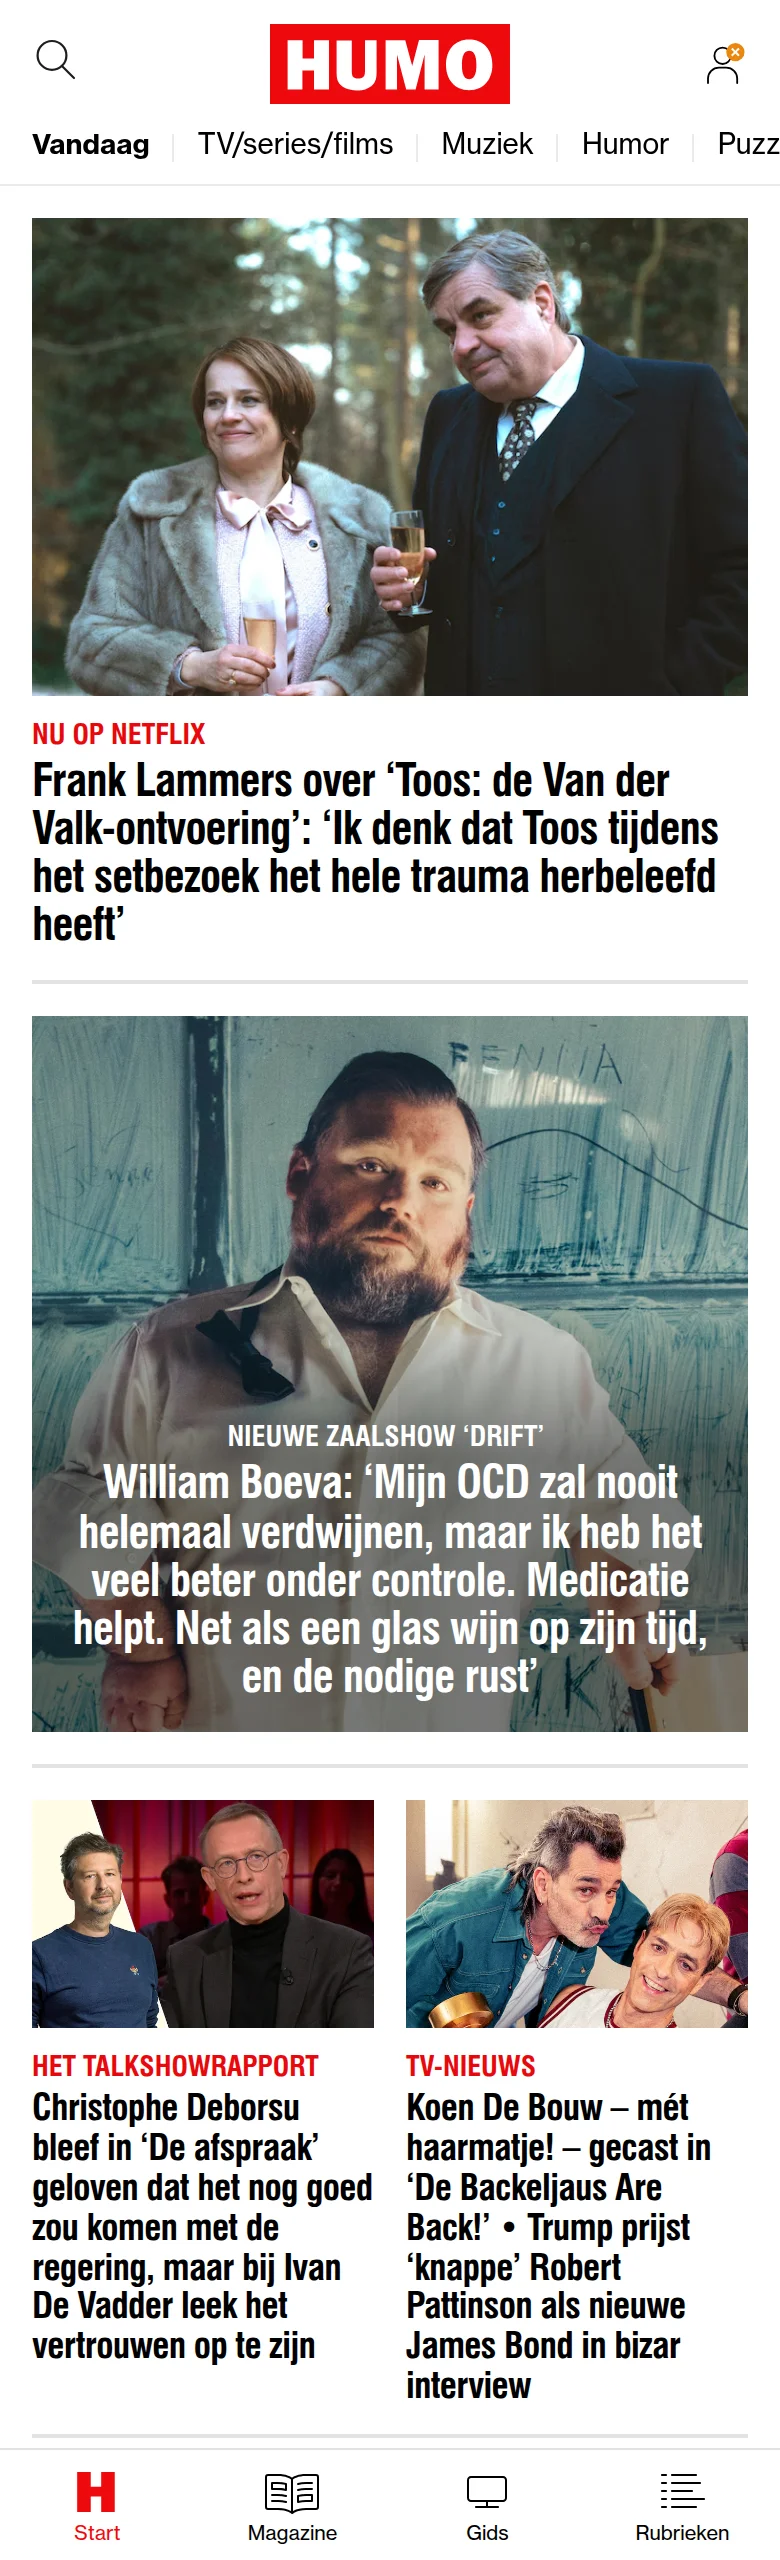 HUMO
Vandaag
TV/series/films
Muziek
Humor
Puzz
NU OP NETFLIX
Frank Lammers over ‘Toos: de Van der
Valk-ontvoering’: ‘Ik denk dat Toos tijdens
het setbezoek het hele trauma herbeleefd
heeft’
NIEUWE ZAALSHOW ‘DRIFT’
William Boeva: ‘Mijn OCD zal nooit
helemaal verdwijnen, maar ik heb het
veel beter onder controle. Medicatie
helpt. Net als een glas wijn op zijn tijd,
en de nodige rust’
HET TALKSHOWRAPPORT
Christophe Deborsu
bleef in ‘De afspraak’
geloven dat het nog goed
zou komen met de
regering, maar bij Ivan
De Vadder leek het
vertrouwen op te zijn
TV-NIEUWS
Koen De Bouw – mét
haarmatje! – gecast in
‘De Backeljaus Are
Back!’ • Trump prijst
‘knappe’ Robert
Pattinson als nieuwe
James Bond in bizar
interview
H
Start
Magazine
Gids
Rubrieken